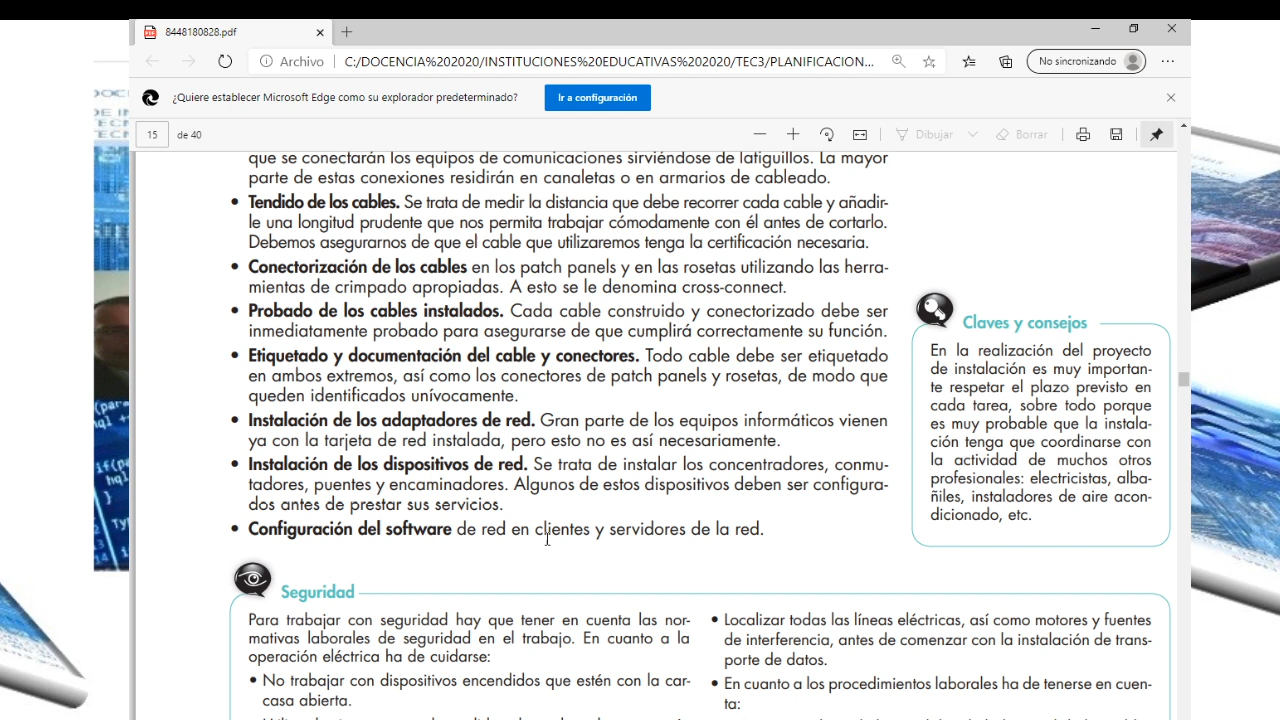 8448180828.pdf
Archivo
C:/DOCENCIA%202020/INSTITUCIONES%20EDUCATIVAS%202020/TEC3/PLANIFICACION...
No sincronizando
¿Quiere establecer Microsoft Edge como su explorador predeterminado?
Ir a configuración
15 de 40
Dibujar
Borrar
que se conectarán los equipos de comunicaciones sirviéndose de latiguillos. La mayor
parte de estas conexiones residirán en canaletas o en armarios de cableado.
• Tendido de los cables. Se trata de medir la distancia que debe recorrer cada cable y añadir-
le una longitud prudente que nos permita trabajar cómodamente con él antes de cortarlo.
Debemos asegurarnos de que el cable que utilizaremos tenga la certificación necesaria.
• Conectorización de los cables en los patch panels y en las rosetas utilizando las herra-
mientas de crimpado apropiadas. A esto se le denomina cross-connect.
• Probado de los cables instalados. Cada cable construido y conectorizado debe ser
inmediatamente probado para asegurarse de que cumplirá correctamente su función.
• Etiquetado y documentación del cable y conectores. Todo cable debe ser etiquetado
en ambos extremos, así como los conectores de patch panels y rosetas, de modo que
queden identificados unívocamente.
• Instalación de los adaptadores de red. Gran parte de los equipos informáticos vienen
ya con la tarjeta de red instalada, pero esto no es así necesariamente.
• Instalación de los dispositivos de red. Se trata de instalar los concentradores, conmu-
tadores, puentes y encaminadores. Algunos de estos dispositivos deben ser configura-
dos antes de prestar sus servicios.
• Configuración del software de red en clientes y servidores de la red.
Claves y consejos
En la realización del proyecto
de instalación es muy importan-
te respetar el plazo previsto en
cada tarea, sobre todo porque
es muy probable que la instala-
ción tenga que coordinarse con
la actividad de muchos otros
profesionales: electricistas, alba-
ñiles, instaladores de aire acon-
dicionado, etc.
Seguridad
Para trabajar con seguridad hay que tener en cuenta las nor-
mativas laborales de seguridad en el trabajo. En cuanto a la
operación eléctrica ha de cuidarse:
• No trabajar con dispositivos encendidos que estén con la car-
casa abierta.
• Localizar todas las líneas eléctricas, así como motores y fuentes
de interferencia, antes de comenzar con la instalación de trans-
porte de datos.
• En cuanto a los procedimientos laborales ha de tenerse en cuen-
ta: